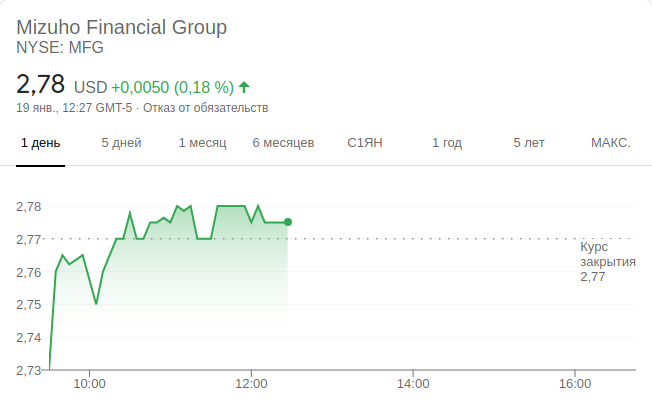 Mizuho Financial Group
NYSE: MFG
2,78 USD +0,0050 (0,18 %)
19 янв., 12:27 GMT-5 · Отказ от обязательств
1 день 5 дней 1 месяц 6 месяцев С1ЯН 1 год 5 лет МАКС.
2,78
2,77
Курс
закрытия
2,77
2,76
2,75
2,74
2,73
10:00 12:00 14:00 16:00